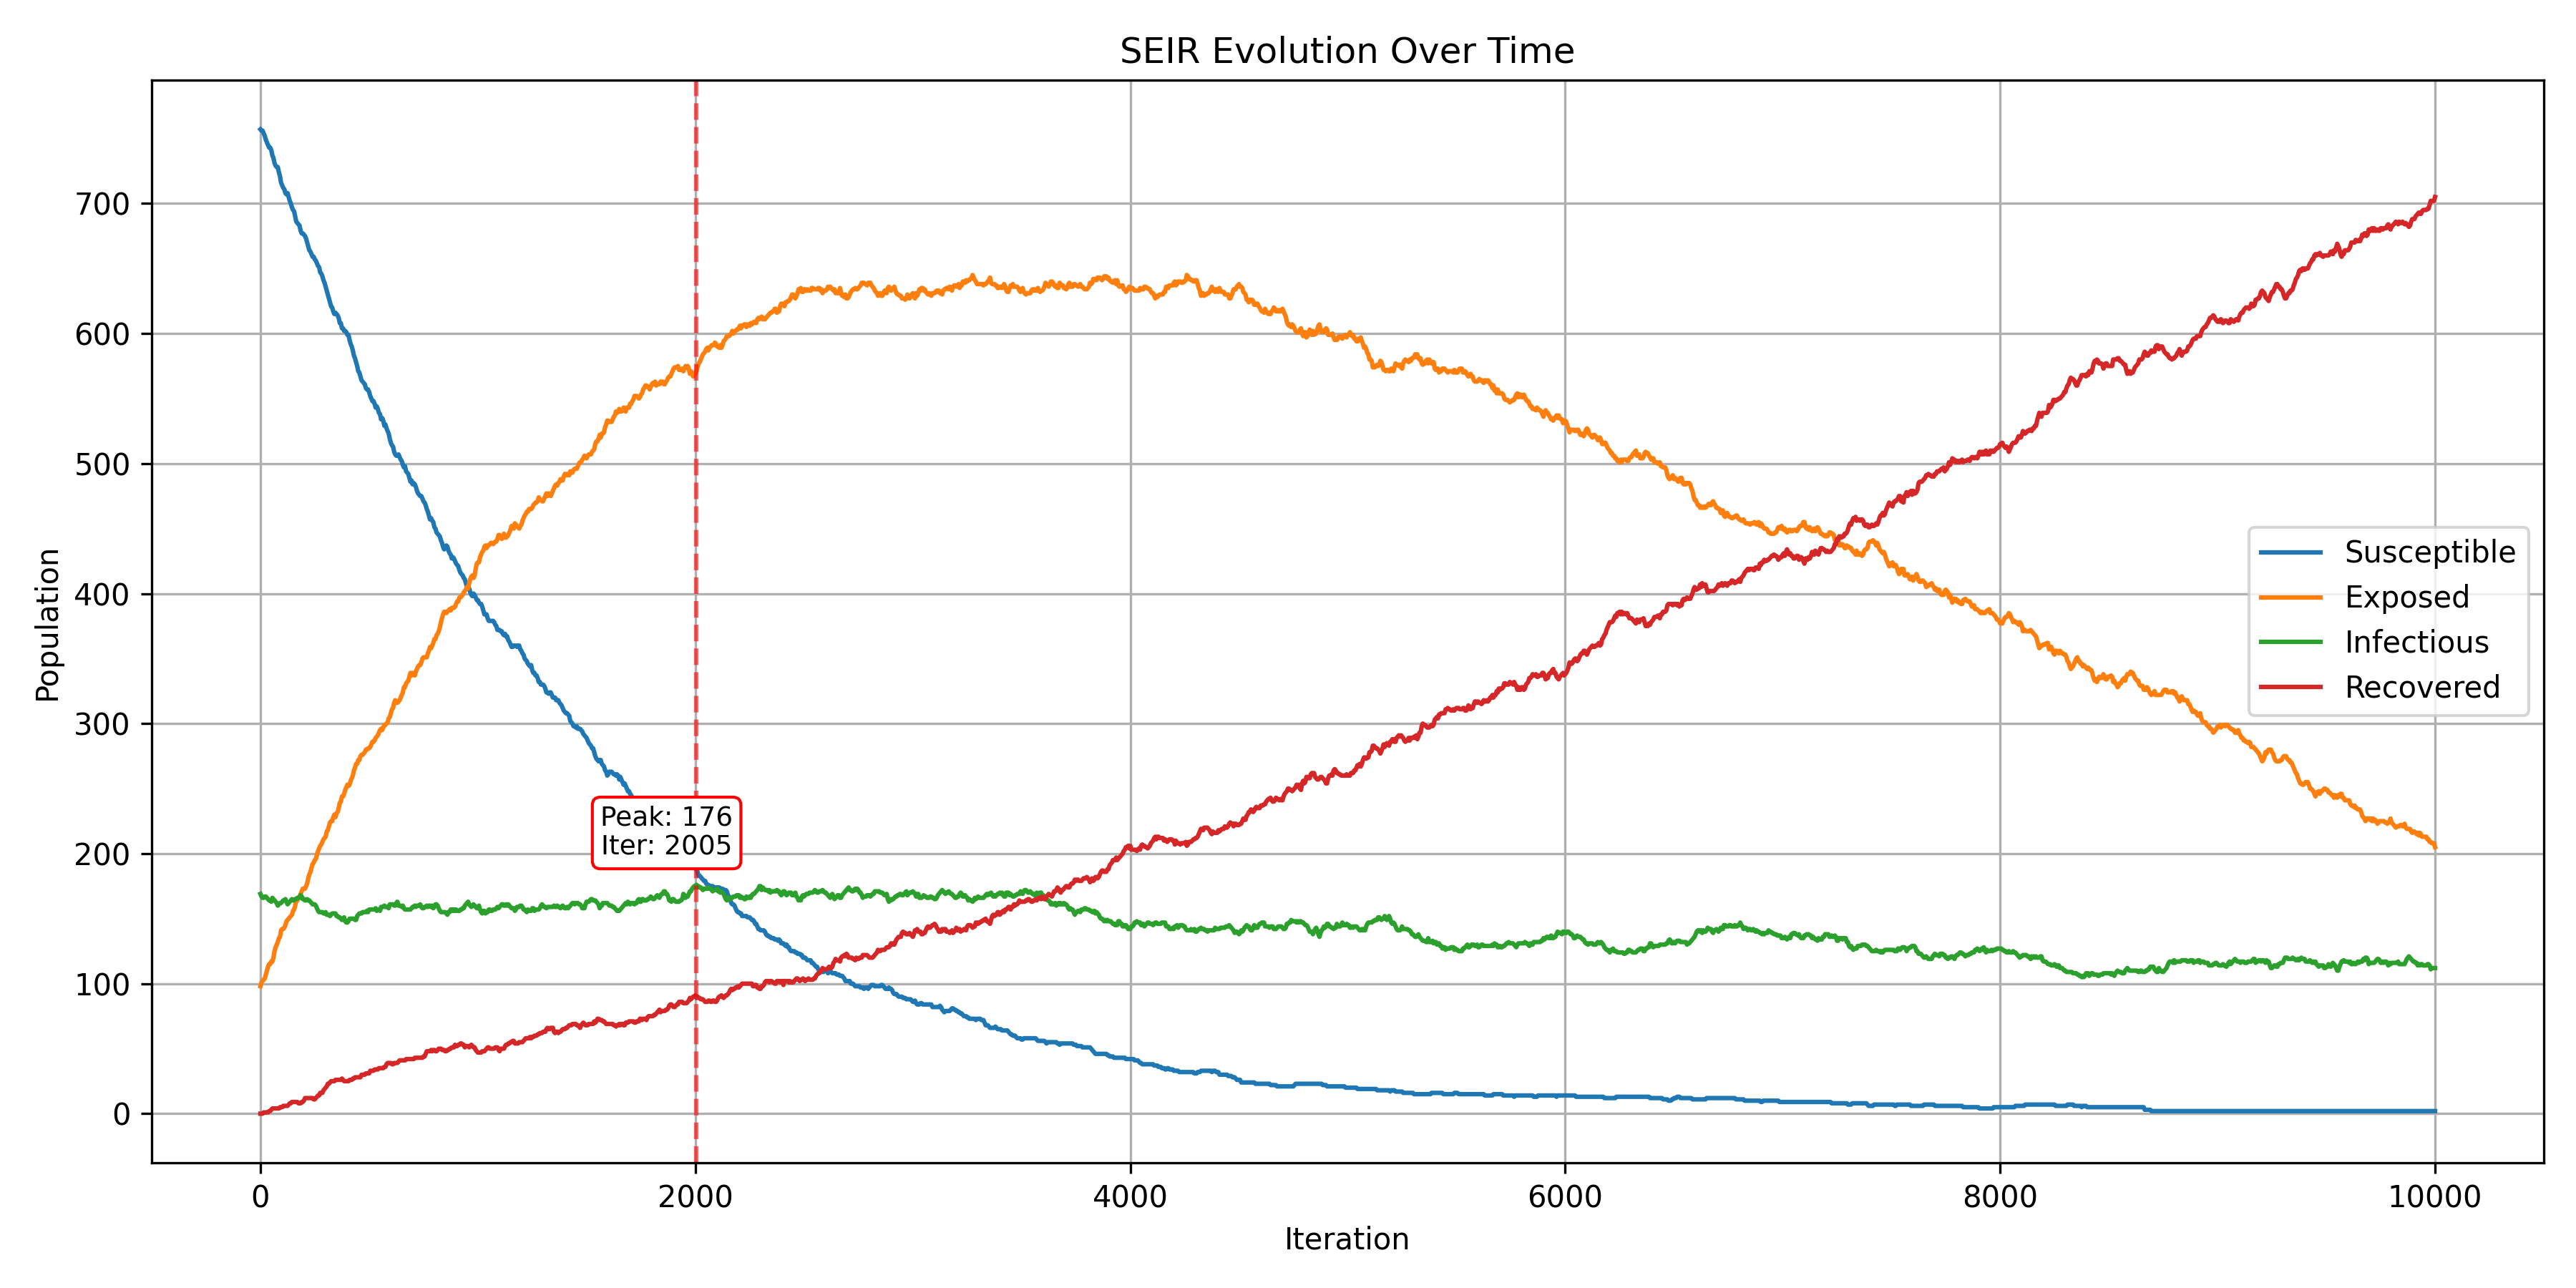 SEIR Evolution Over Time
Population
700
600
500
400
300
200
100
0
Peak: 176
Iter: 2005
Susceptible
Exposed
Infectious
Recovered
0 2000 4000 6000 8000 10000
Iteration